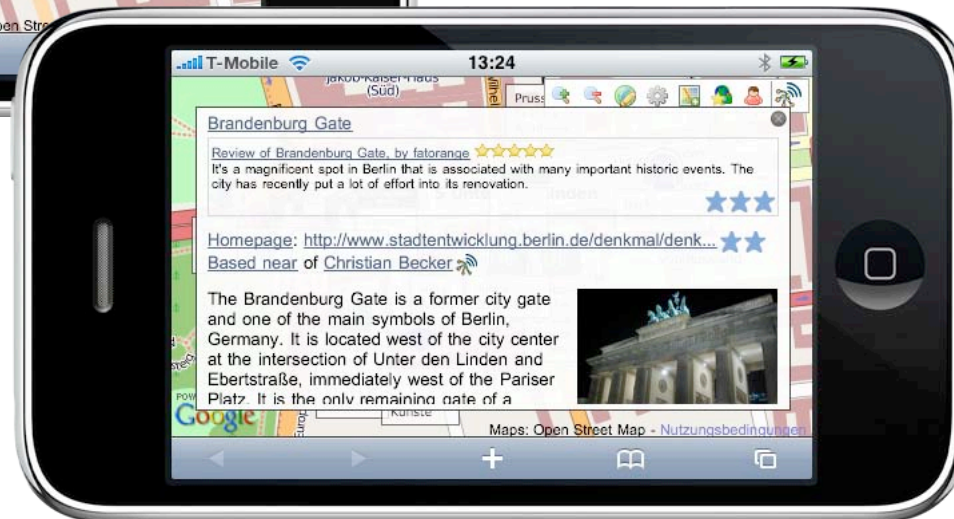 T-Mobile 13:24
Jakob-Kaiser-Haus
(Süd)
Brandenburg Gate
Review of Brandenburg Gate, by fatorange
It's a magnificent spot in Berlin that is associated with many important historic events. The
city has recently put a lot of effort into its renovation.
Homepage: http://www.stadtentwicklung.berlin.de/denkmal/denk...
Based near of Christian Becker
The Brandenburg Gate is a former city gate
and one of the main symbols of Berlin,
Germany. It is located west of the city center
at the intersection of Unter den Linden and
Ebertstraße, immediately west of the Pariser
Platz. It is the only remaining gate of a
Google
Künste
Maps: Open Street Map - Nutzungsbedingungen